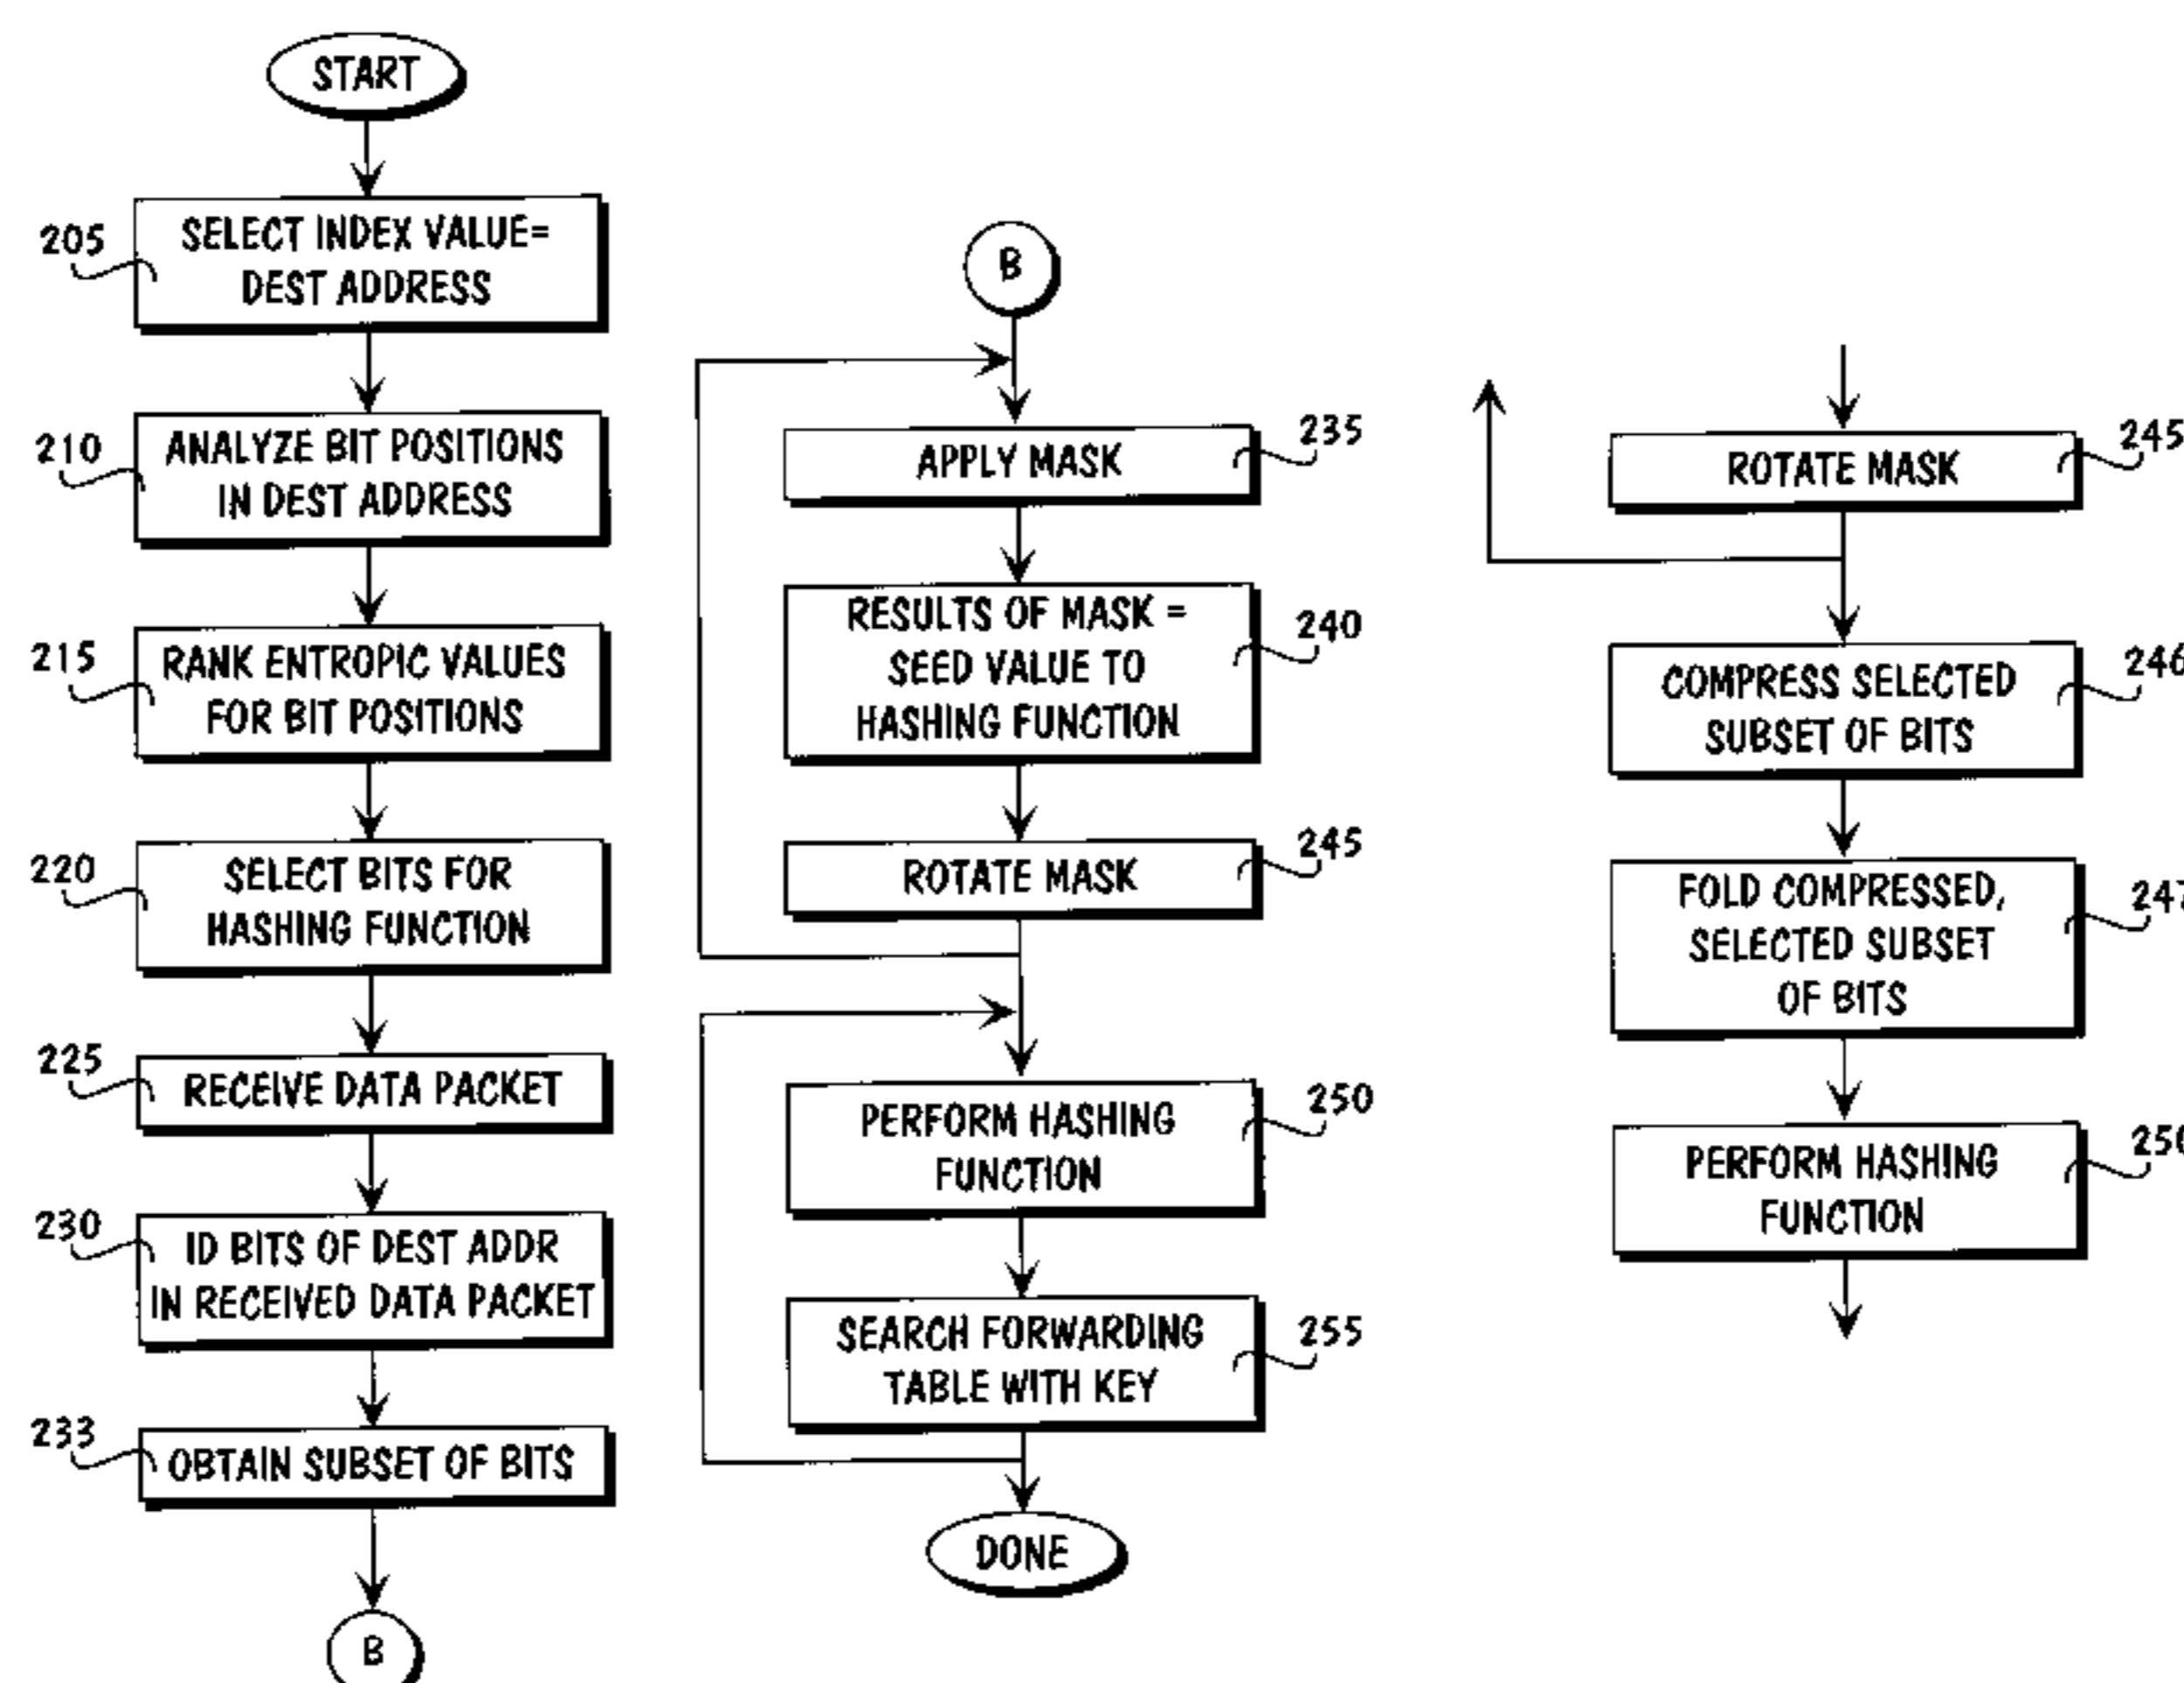 START
205
SELECT INDEX VALUE=
DEST ADDRESS
210
ANALYZE BIT POSITIONS
IN DEST ADDRESS
215
RANK ENTROPIC VALUES
FOR BIT POSITIONS
220
SELECT BITS FOR
HASHING FUNCTION
225
RECEIVE DATA PACKET
230
ID BITS OF DEST ADDR
IN RECEIVED DATA PACKET
233
OBTAIN SUBSET OF BITS
B
B
APPLY MASK
235
RESULTS OF MASK =
SEED VALUE TO
HASHING FUNCTION
240
ROTATE MASK
245
PERFORM HASHING
FUNCTION
250
SEARCH FORWARDING
TABLE WITH KEY
255
DONE
ROTATE MASK
245
COMPRESS SELECTED
SUBSET OF BITS
246
FOLD COMPRESSED,
SELECTED SUBSET
OF BITS
247
PERFORM HASHING
FUNCTION
250